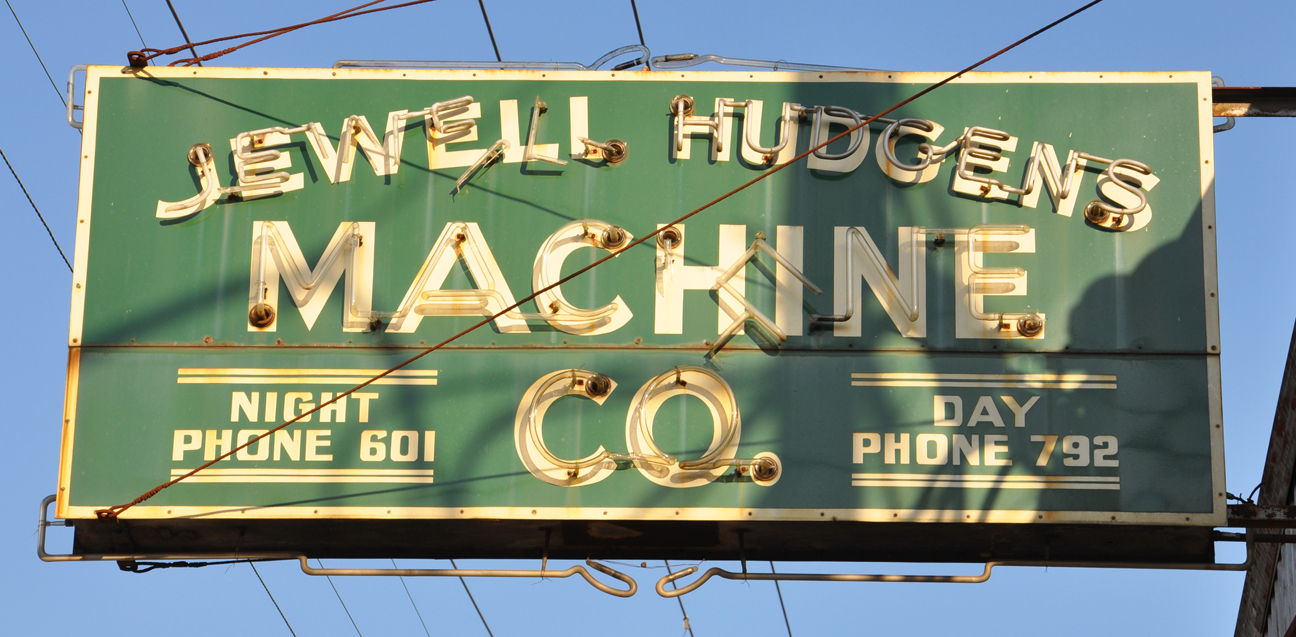 JEWELL HUDGENS
MACHINE
CO.
NIGHT
PHONE 601
DAY
PHONE 792